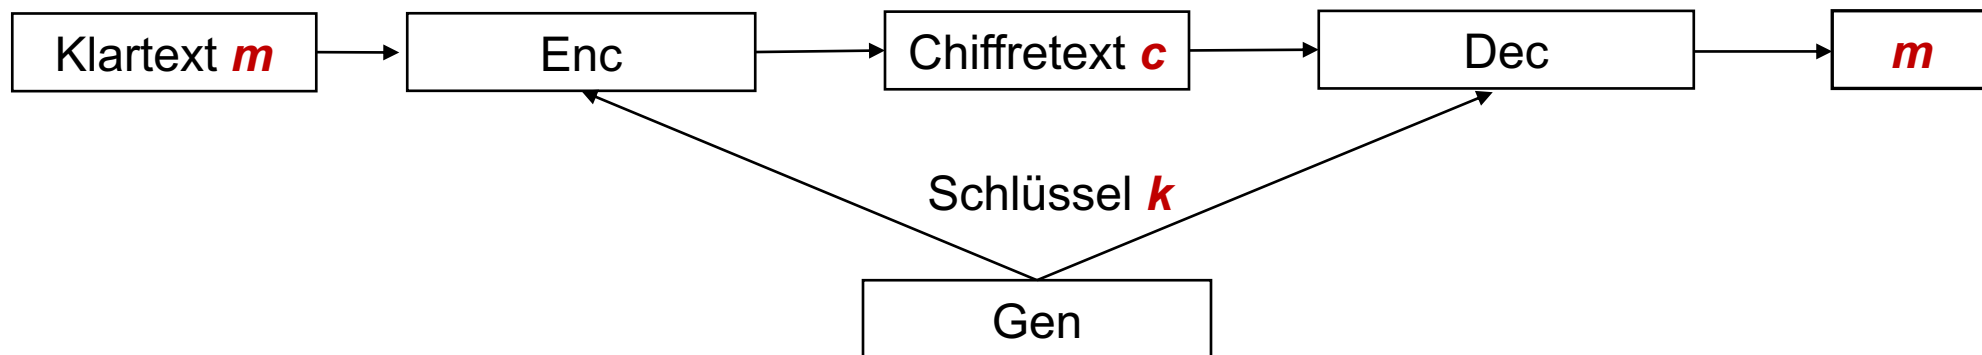 Klartext m
Enc
Chiffretext c
Dec
m
Schlüssel k
Gen